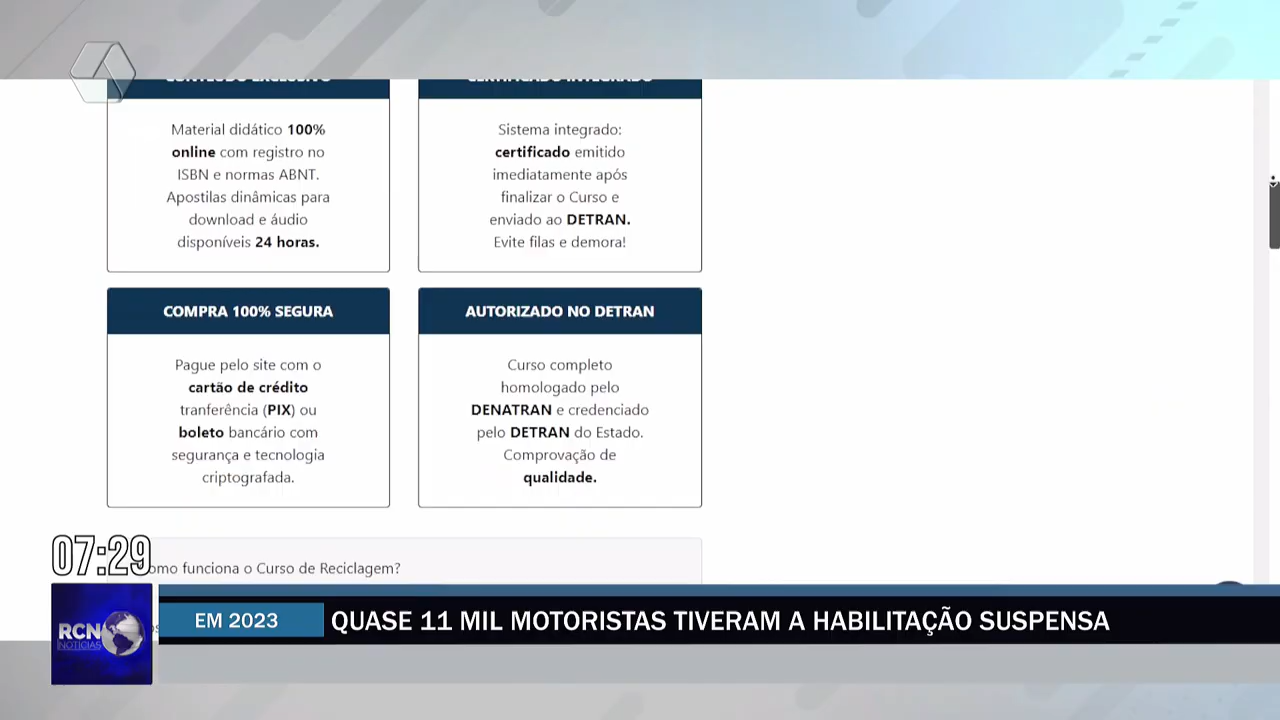 Material didático 100%
online com registro no
ISBN e normas ABNT.
Apostilas dinâmicas para
download e áudio
disponíveis 24 horas.
Sistema integrado:
certificado emitido
imediatamente após
finalizar o Curso e
enviado ao DETRAN.
Evite filas e demora!
COMPRA 100% SEGURA
Pague pelo site com o
cartão de crédito
tranferência (PIX) ou
boleto bancário com
segurança e tecnologia
criptografada.
AUTORIZADO NO DETRAN
Curso completo
homologado pelo
DENATRAN e credenciado
pelo DETRAN do Estado.
Comprovação de
qualidade.
07:29
omo funciona o Curso de Reciclagem?
RCN
NOTÍCIAS
EM 2023
QUASE 11 MIL MOTORISTAS TIVERAM A HABILITAÇÃO SUSPENSA